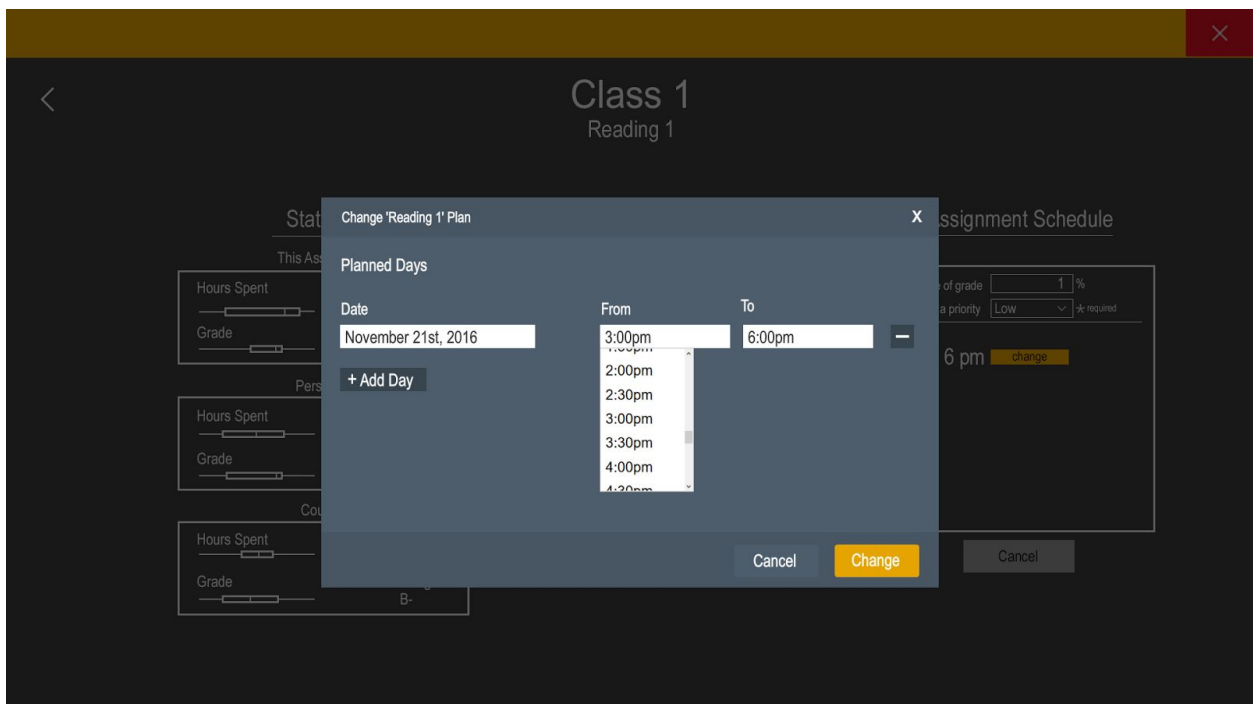 Class 1
Reading 1
Stat
This Ass
Hours Spent
Grade
Pers
Hours Spent
Grade
Cou
Hours Spent
Grade
B-
Change 'Reading 1' Plan
X
Planned Days
Date
From
To
November 21st, 2016
3:00pm
6:00pm
+ Add Day
2:00pm
2:30pm
3:00pm
3:30pm
4:00pm
4:30pm
Cancel
Change
ssignment Schedule
of grade 1 %
a priority Low * required
6 pm change
Cancel